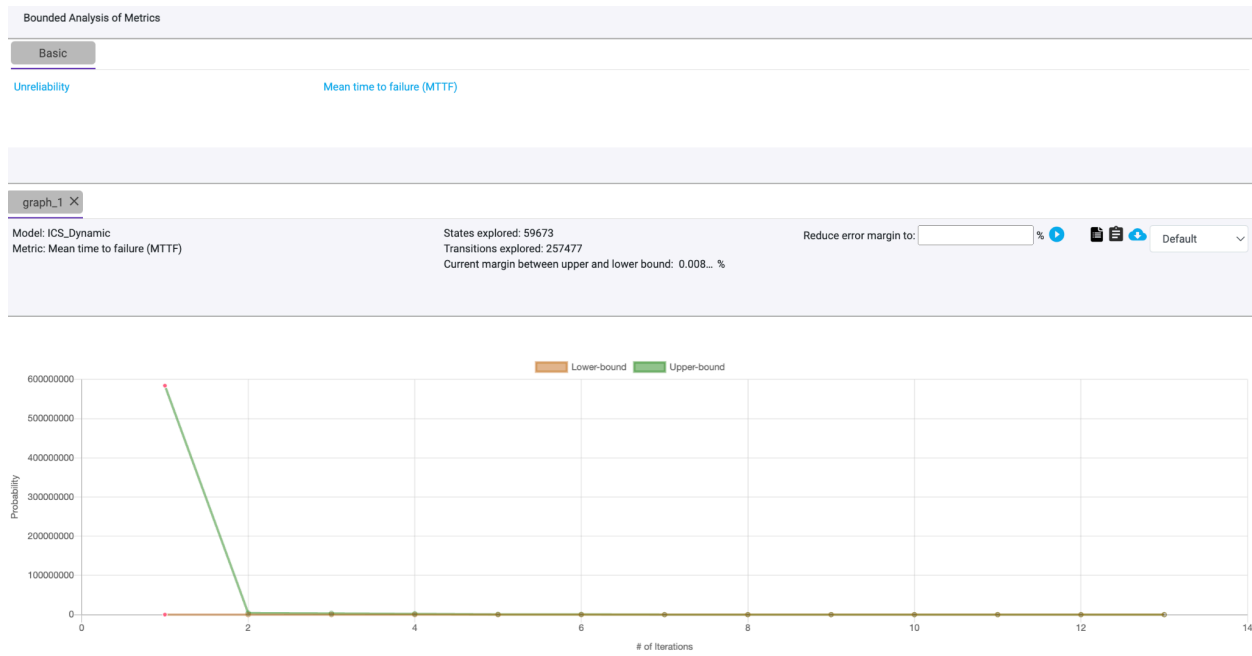 Bounded Analysis of Metrics
Basic
Unreliability Mean time to failure (MTTF)
graph_1
Model: ICS_Dynamic States explored: 59673 Reduce error margin to: % Default
Metric: Mean time to failure (MTTF) Transitions explored: 257477
Current margin between upper and lower bound: 0.008... %
Lower-bound Upper-bound
600000000
500000000
400000000
300000000
200000000
100000000
0
Probability
0 2 4 6 8 10 12 14
# of Iterations